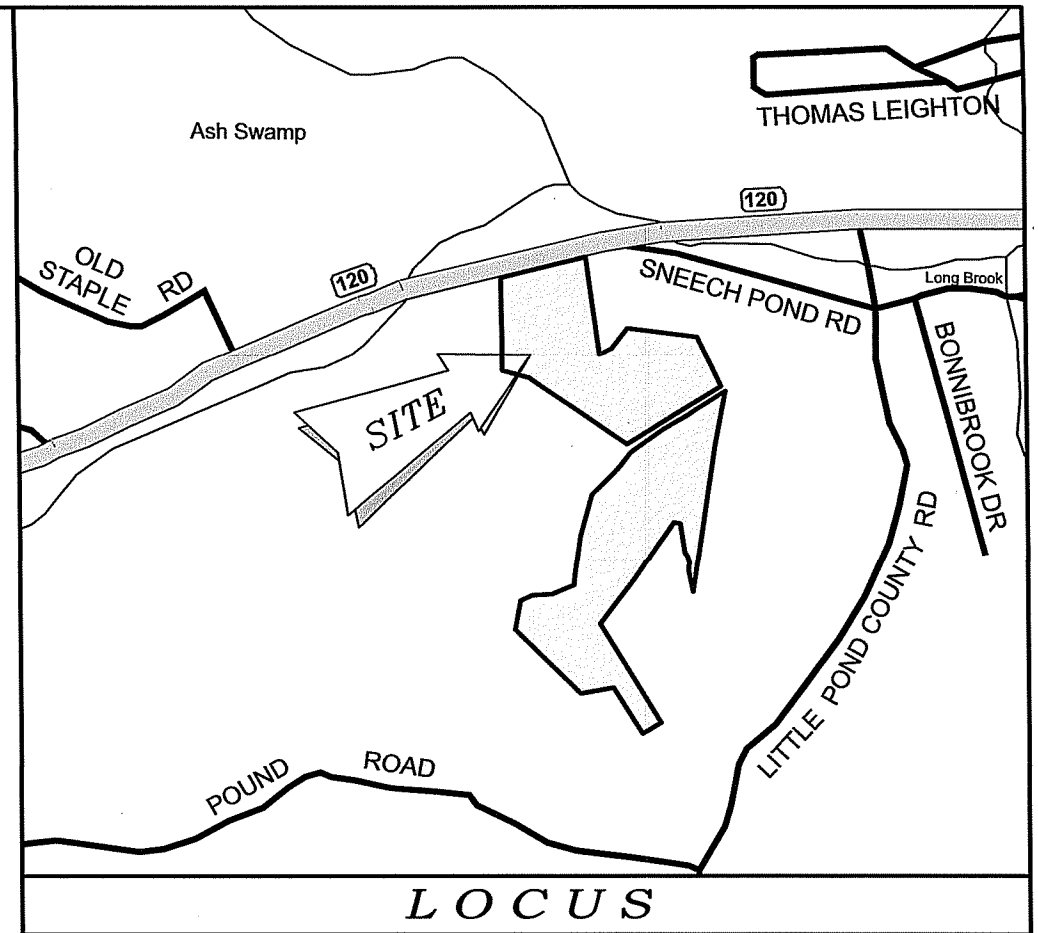 THOMAS LEIGHTON
Ash Swamp
120
OLD
STAPLE RD
120
SNEECH POND RD
Long Brook
BONNIBROOK DR
SITE
LITTLE POND COUNTY RD
POUND ROAD
LOCUS